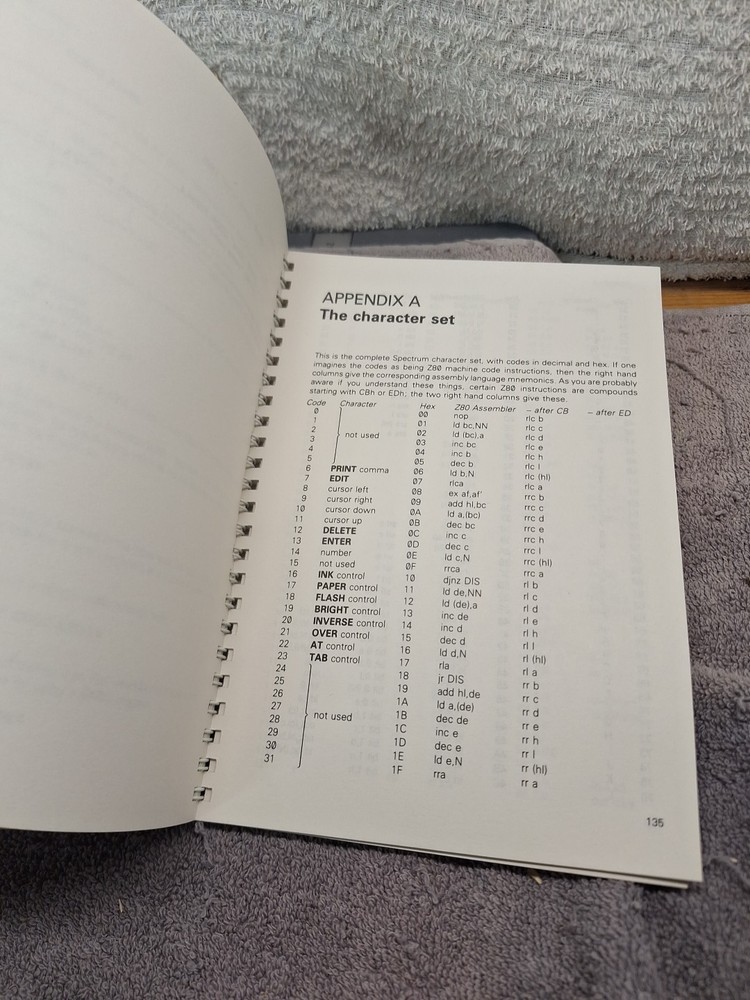 APPENDIX A
The character set
This is the complete Spectrum character set, with codes in decimal and hex. If one
imagines the codes as being Z80 machine code instructions, then the right hand
columns give the corresponding assembly language mnemonics. As you are probably
aware if you understand these things, certain Z80 instructions are compounds
starting with CBh or EDh; the two right hand columns give these.
Code Character Hex Z80 Assembler – after CB – after ED
0 00 nop rlc b
1 01 ld bc,NN rlc c
2 02 ld (bc),a rlc d
3 not used 03 inc bc rlc e
4 04 inc b rlc h
5 05 dec b rlc l
6 PRINT comma 06 ld b,N rlc (hl)
7 EDIT 07 rlca rlc a
8 cursor left 08 ex af,af' rrc b
9 cursor right 09 add hl,bc rrc c
10 cursor down 0A ld a,(bc) rrc d
11 cursor up 0B dec bc rrc e
12 DELETE 0C inc c rrc h
13 ENTER 0D dec c rrc l
14 number 0E ld c,N rrc (hl)
15 not used 0F rrca rrc a
16 INK control 10 djnz DIS rl b
17 PAPER control 11 ld de,NN rl c
18 FLASH control 12 ld (de),a rl d
19 BRIGHT control 13 inc de rl e
20 INVERSE control 14 inc d rl h
21 OVER control 15 dec d rl l
22 AT control 16 ld d,N rl (hl)
23 TAB control 17 rla rl a
24 18 jr DIS rr b
25 19 add hl,de rr c
26 1A ld a,(de) rr d
27 1B dec de rr e
28 not used 1C inc e rr h
29 1D dec e rr l
30 1E ld e,N rr (hl)
31 1F rra rr a
135